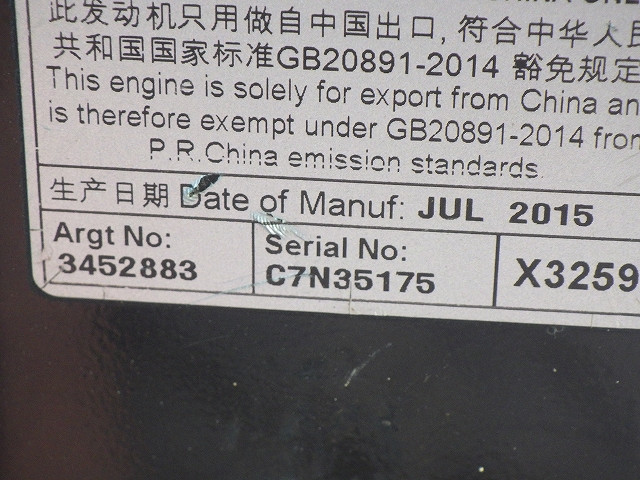 此发动机只用做自中国出口，符合中华人民
共和国国家标准GB20891-2014 豁免规定
This engine is solely for export from China an
is therefore exempt under GB20891-2014 from
P.R.China emission standards.
生产日期 Date of Manuf: JUL 2015
Argt No:
3452883
Serial No:
C7N35175
X3259